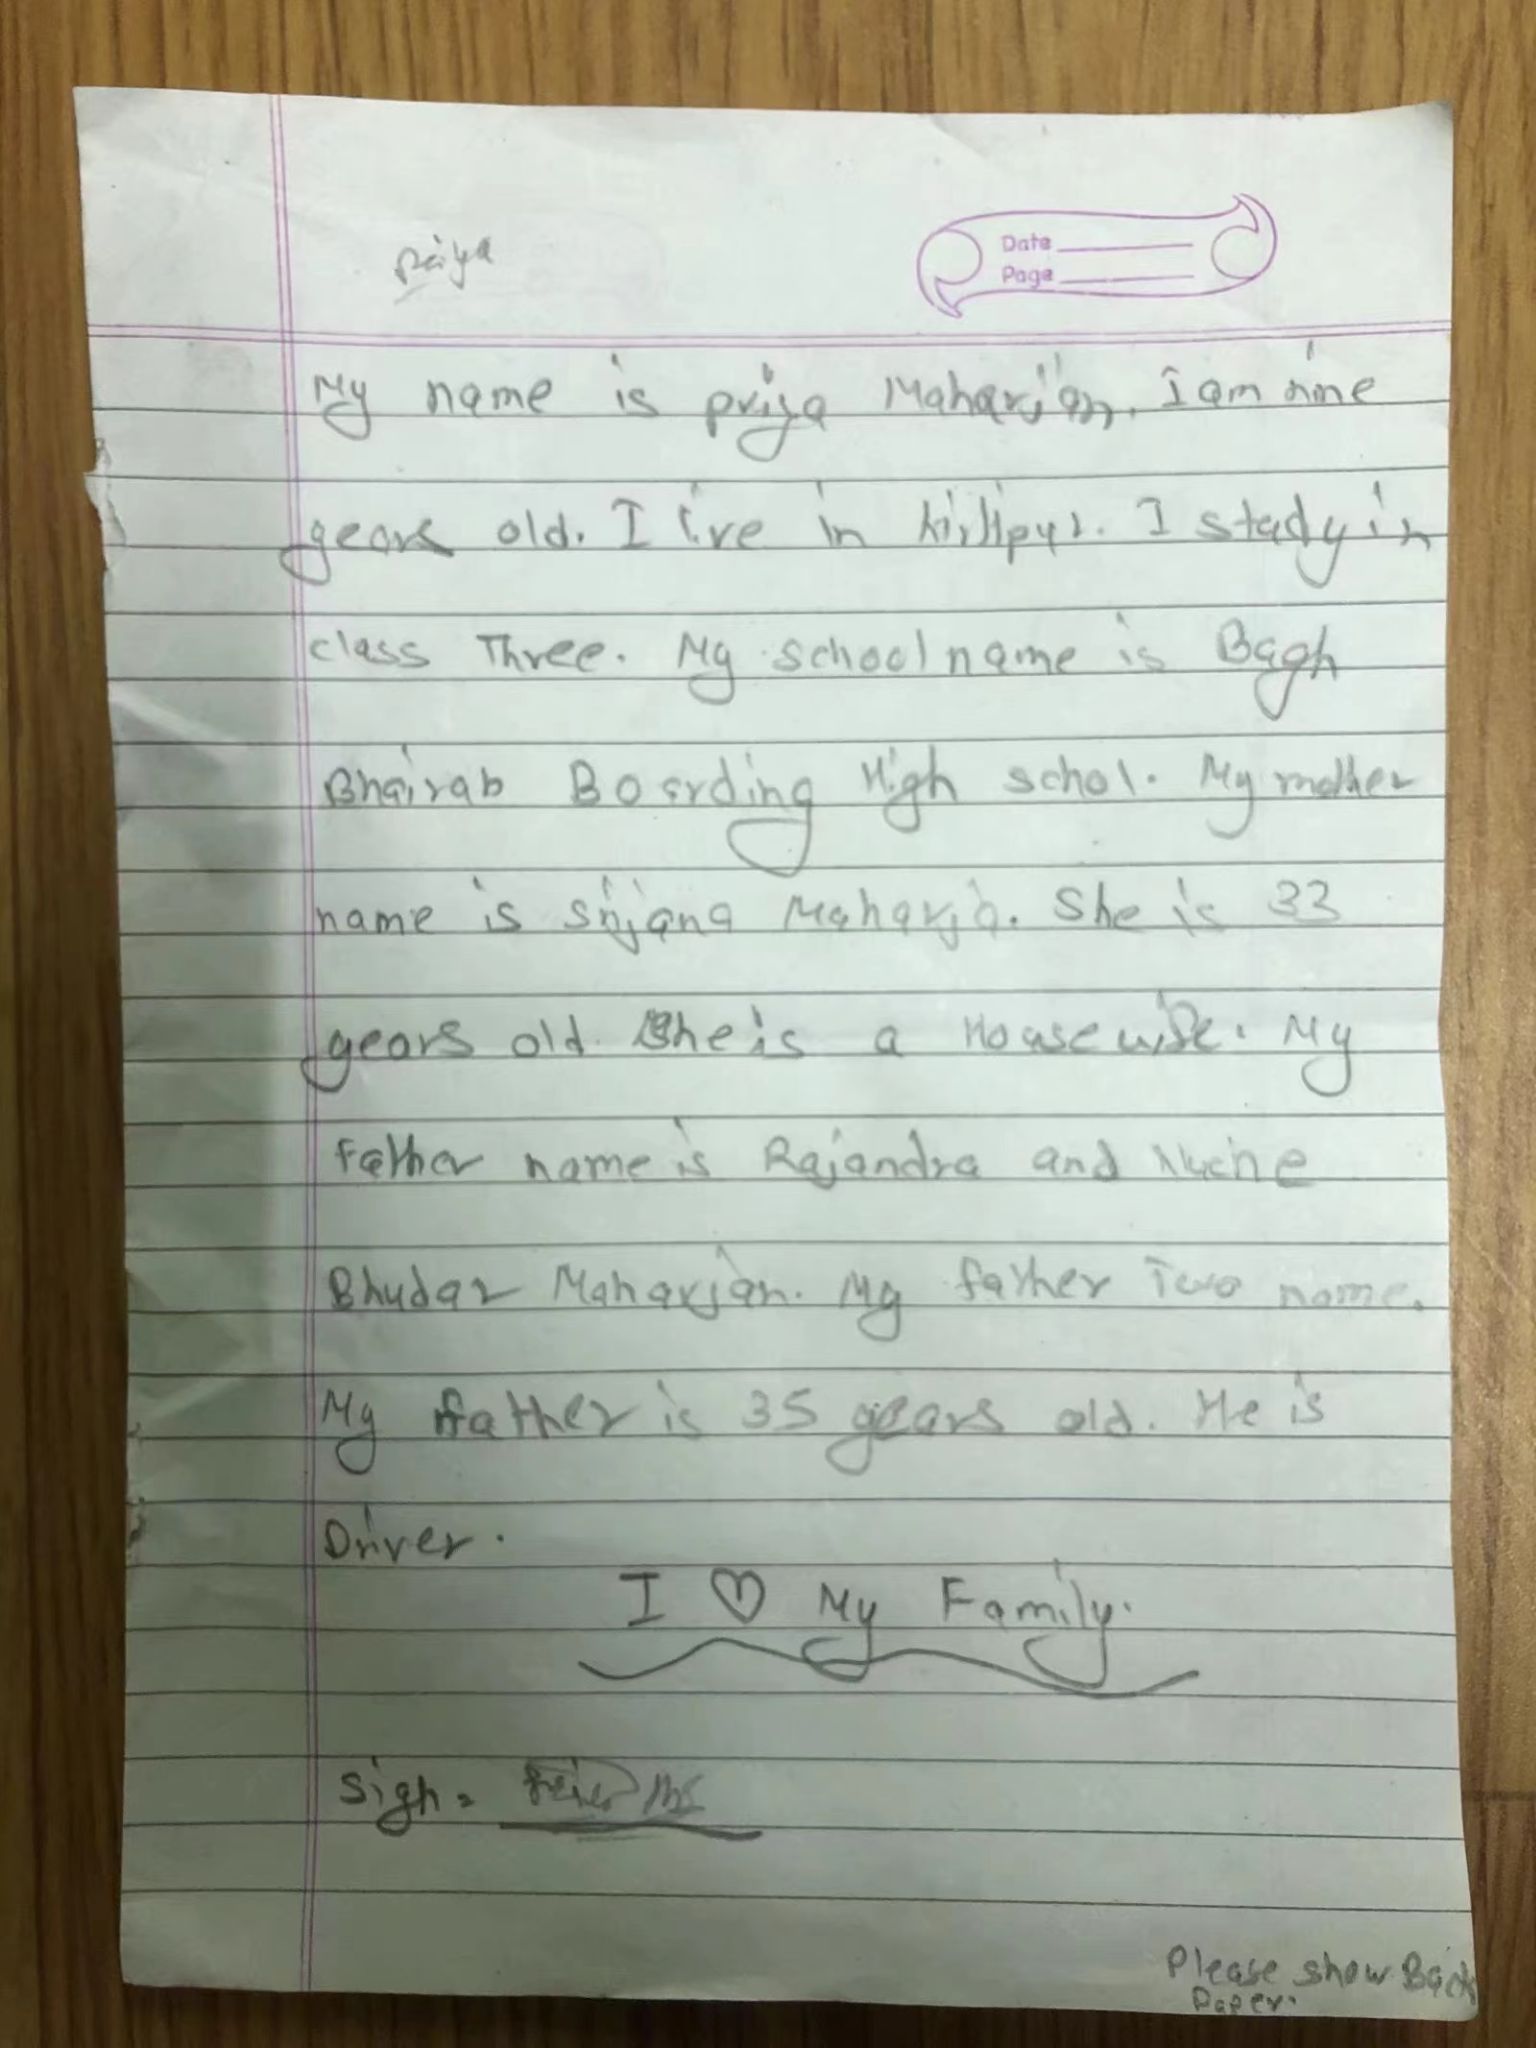 Priya
Date
Page
My name is priya Maharjan. I am nine
years old. I live in kirtipur. I study in
class Three. My school name is Bagh
Bhairab Boarding High schol. My mother
name is Srijana Maharja. She is 33
years old. She is a Housewife. My
Father name is Rajandra and Nuche
Bhudar Maharjan. My father Two name.
My father is 35 years old. He is
Driver.
I ♡ My Family.
Sigh =
Please show Back
Paper.